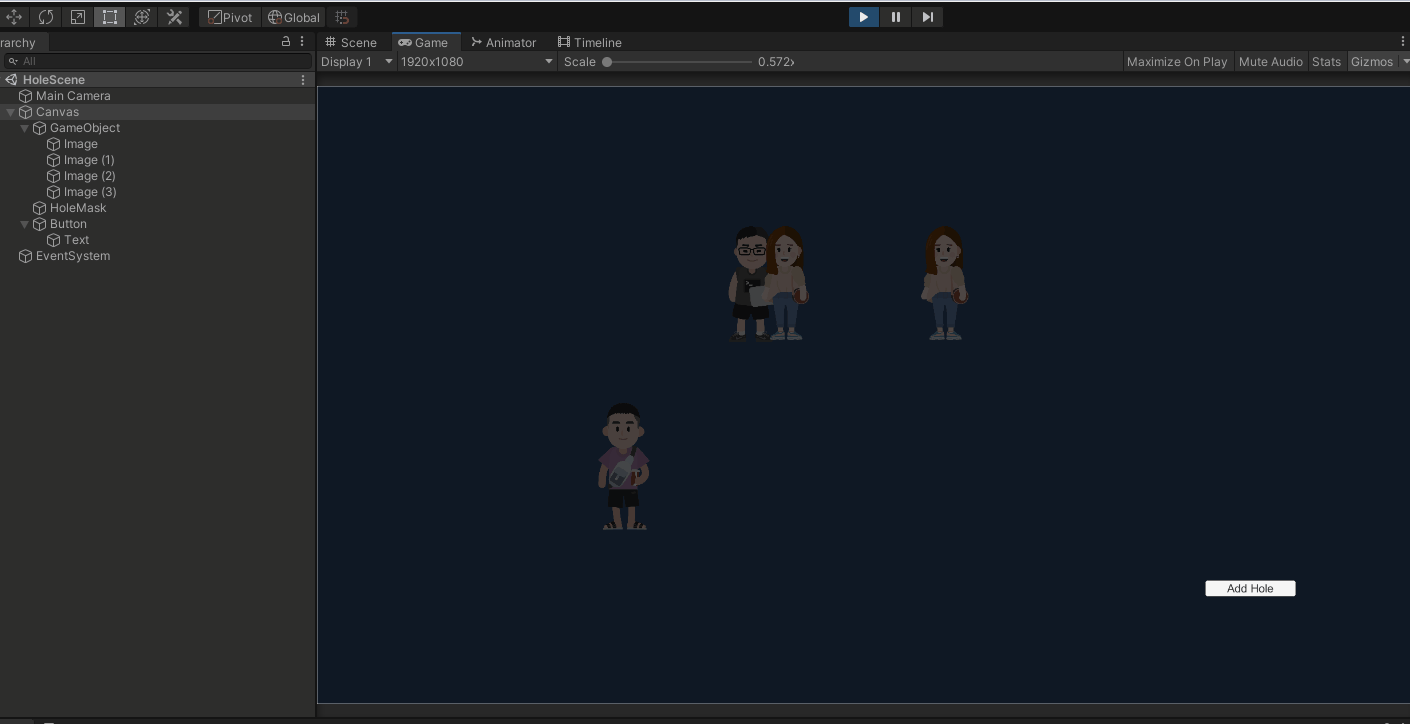 Pivot Global
rarchy
Scene Game Animator Timeline
All
Display 1 1920x1080 Scale 0.572x Maximize On Play Mute Audio Stats Gizmos
HoleScene
Main Camera
Canvas
GameObject
Image
Image (1)
Image (2)
Image (3)
HoleMask
Button
Text
EventSystem
Add Hole